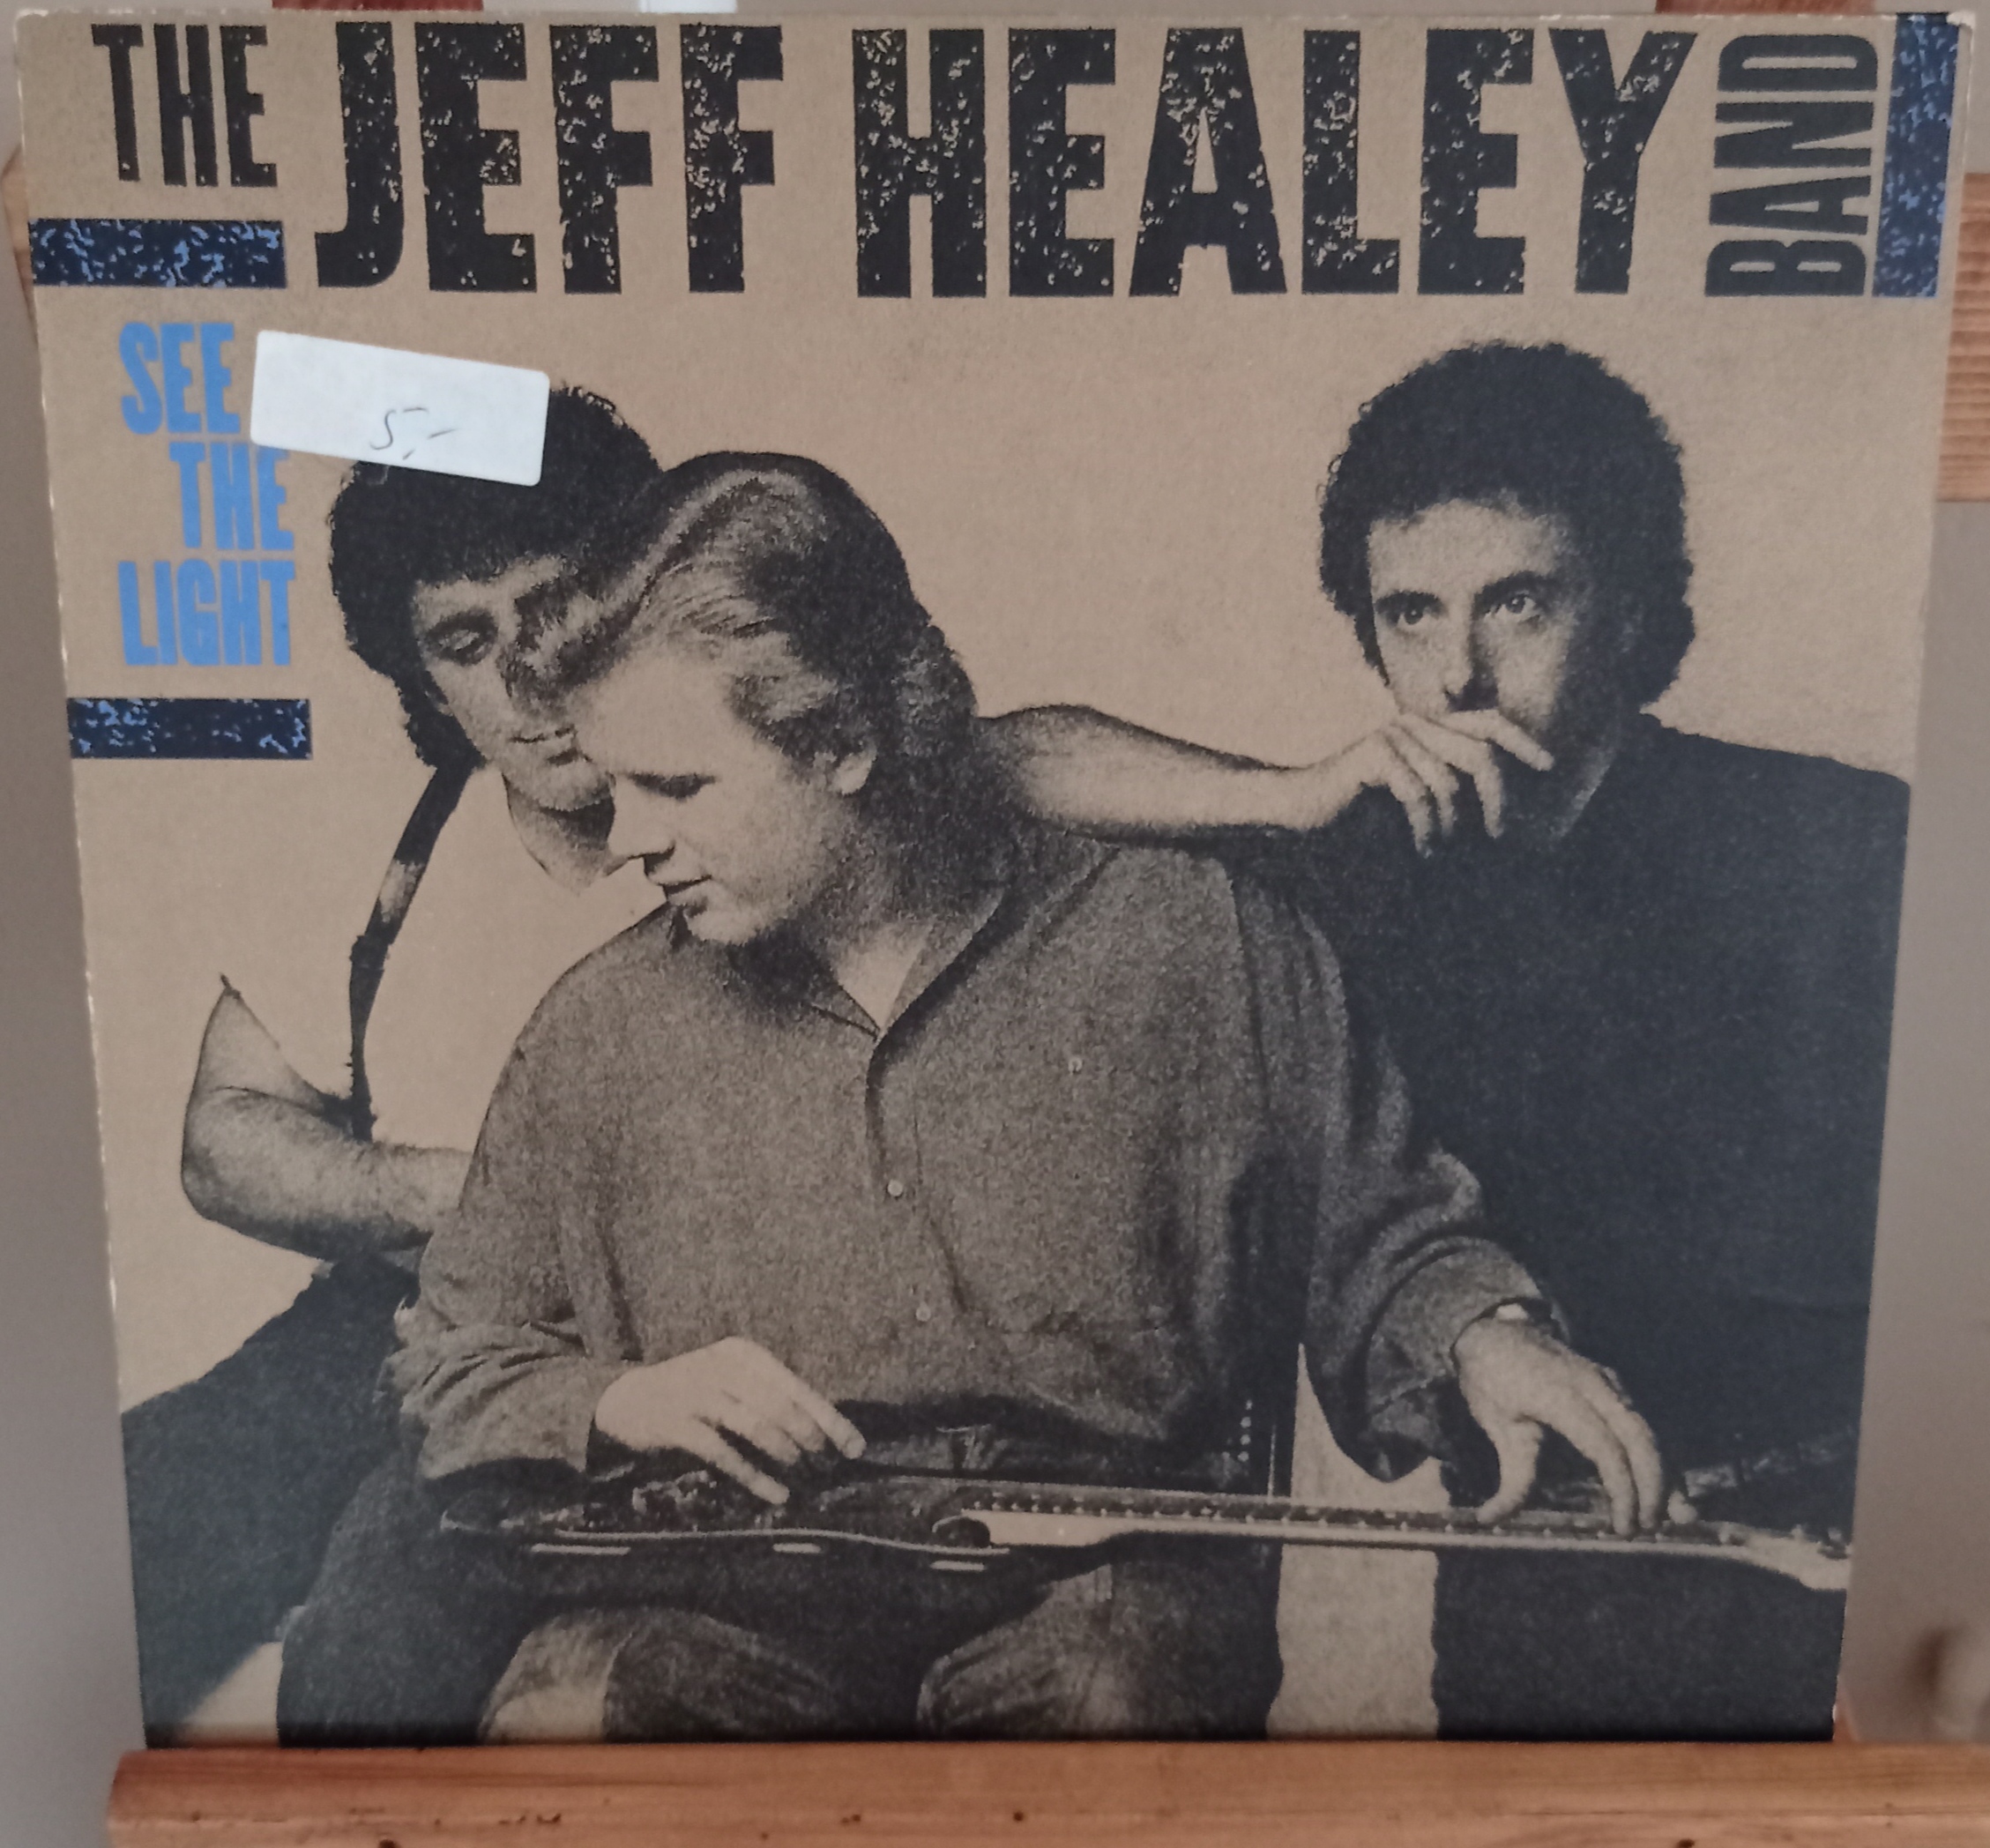 THE JEFF HEALEY BAND
SEE
THE
LIGHT
5,-